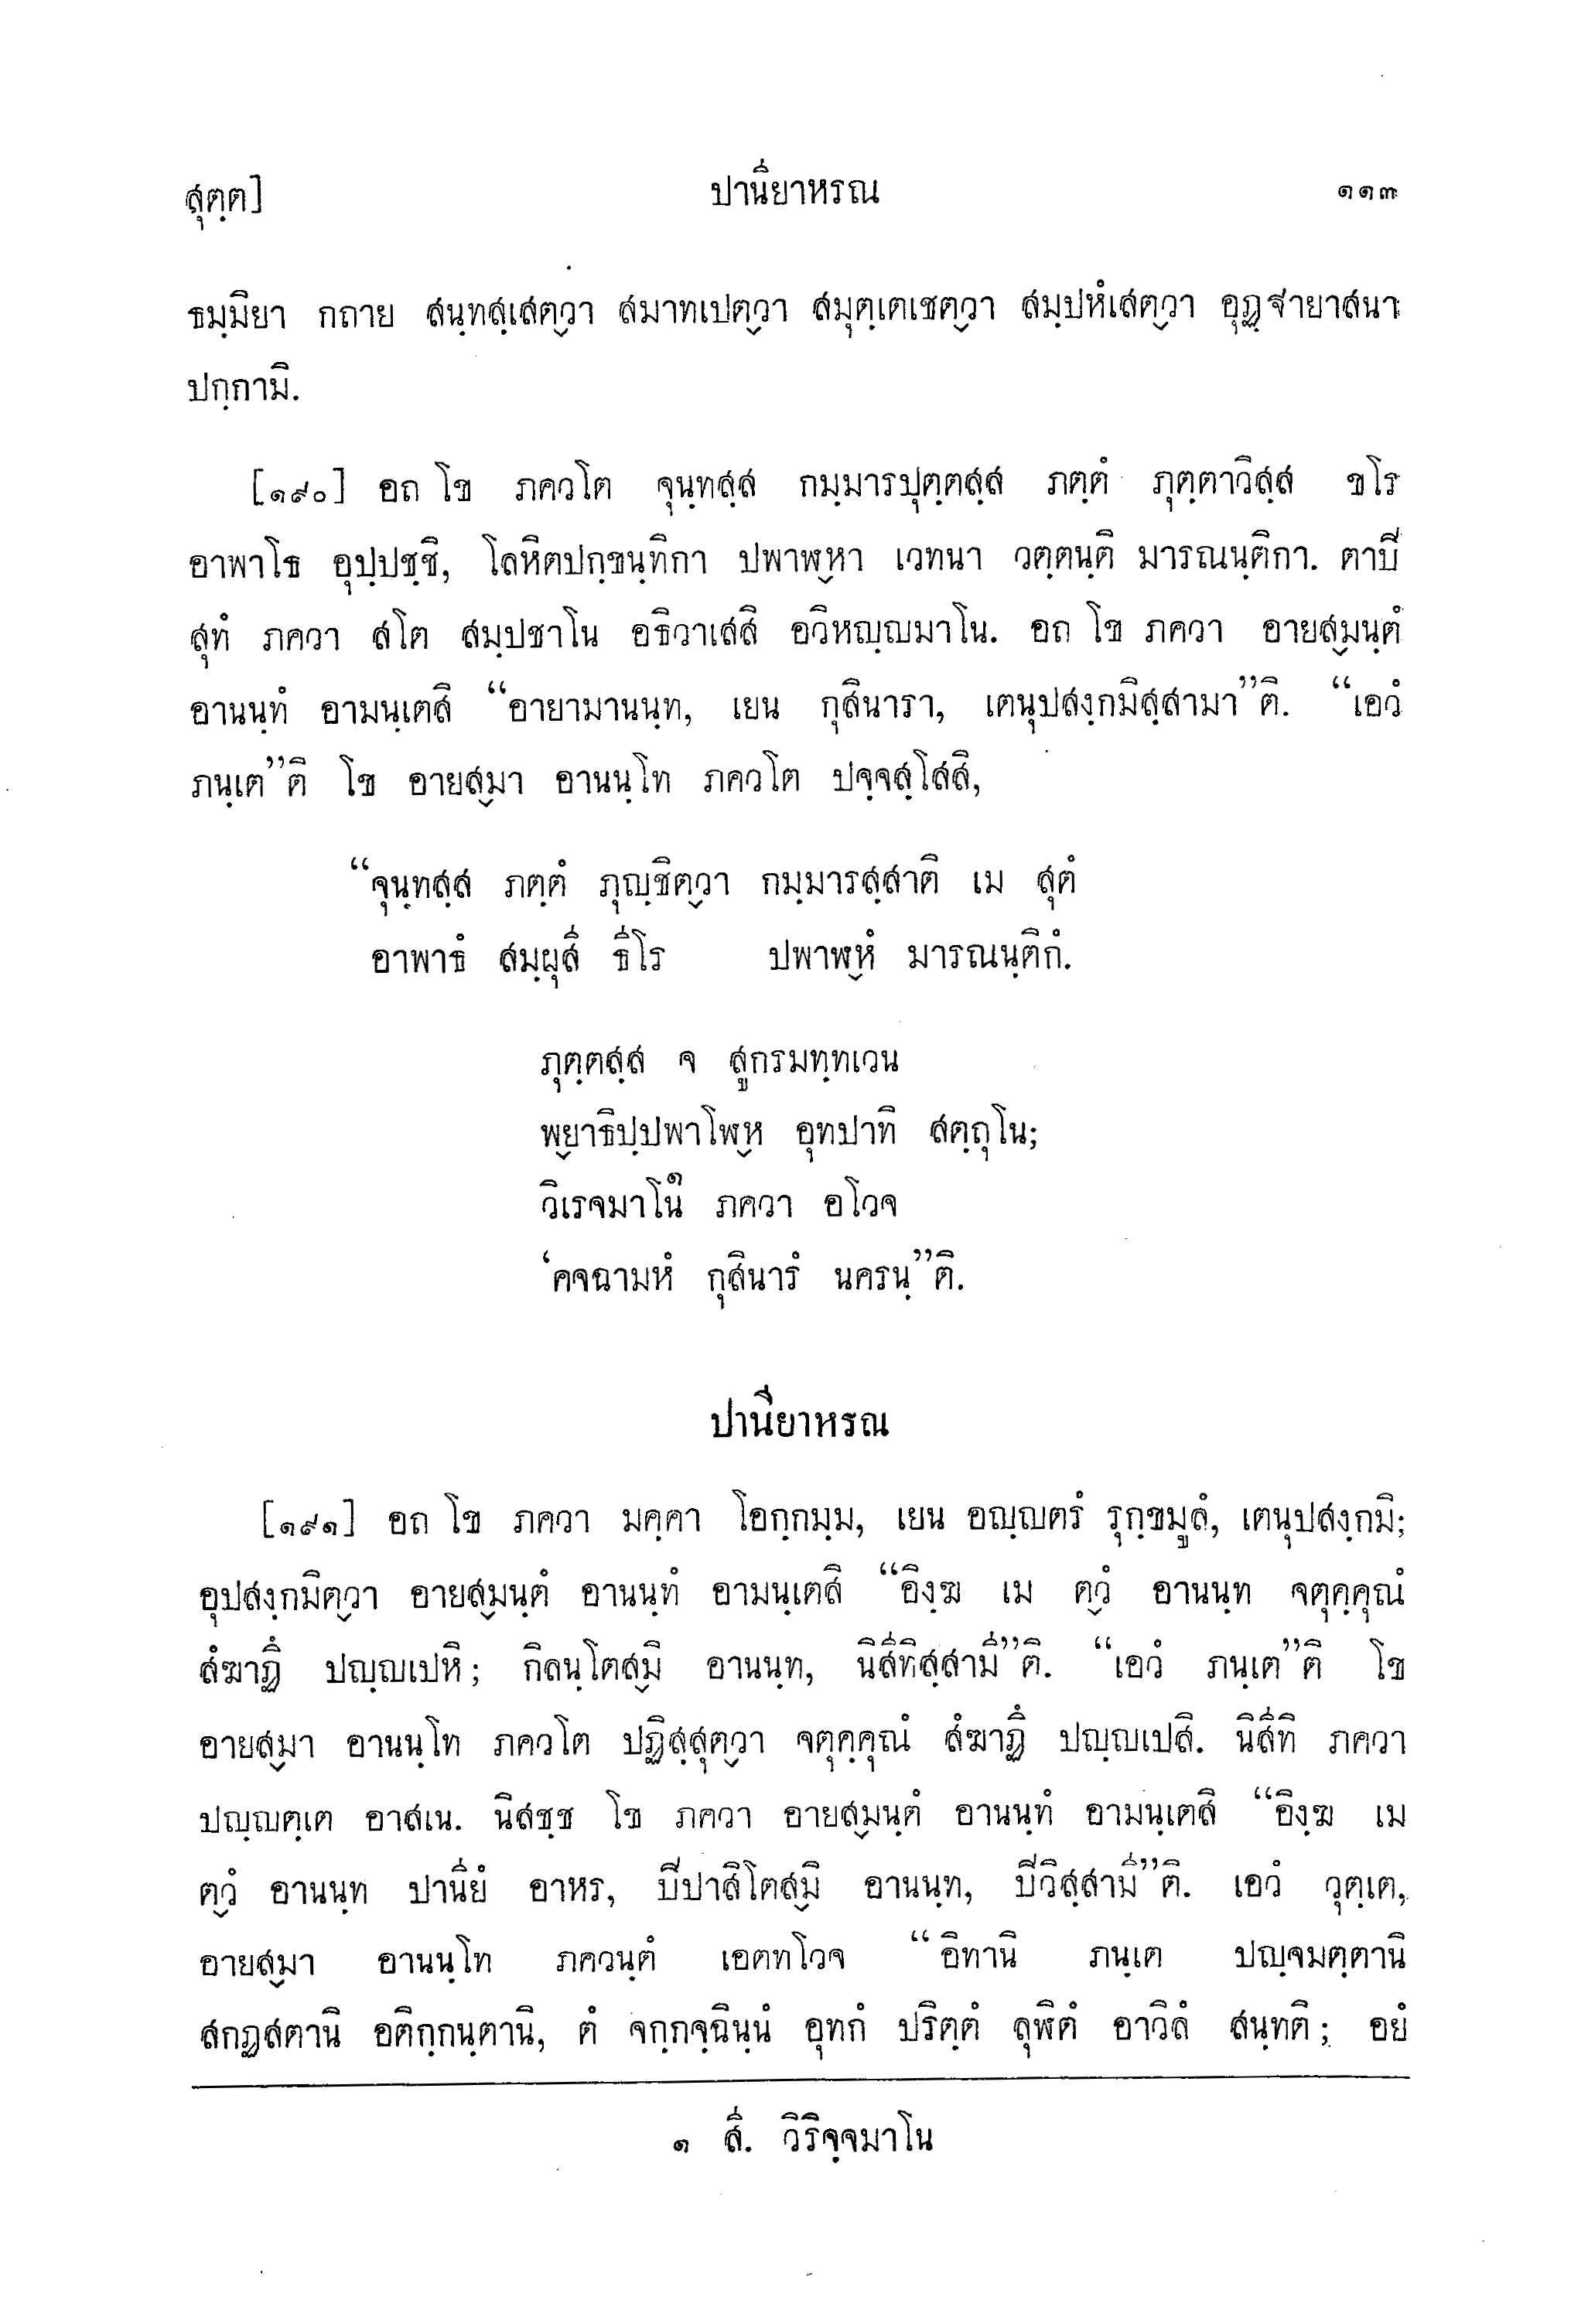 สุตฺต]	ปานียาหรณ	๑๑๓
ธมฺมิยา กถาย สนฺทสฺเสตฺวา สมาทเปตฺวา สมุตฺเตเชตฺวา สมฺปหํเสตฺวา อุฏฺฐายาสนา
ปกฺกามิ.
[๑๙๐] อถ โข ภควโต จุนฺทสฺส กมฺมารปุตฺตสฺส ภตฺตํ ภุตฺตาวิสฺส ขโร
อาพาโธ อุปฺปชฺชิ, โลหิตปกฺขนฺทิกา ปพาฬฺหา เวทนา วตฺตนฺติ มารณนฺติกา. ตาปี
สุทํ ภควา สโต สมฺปชาโน อธิวาเสสิ อวิหญฺญมาโน. อถ โข ภควา อายสฺมนฺตํ
อานนฺทํ อามนฺเตสิ “อายามานนฺท, เยน กุสินารา, เตนุปสงฺกมิสฺสามา”ติ. “เอวํ
ภนฺเต”ติ โข อายสฺมา อานนฺโท ภควโต ปจฺจสฺโสสิ,
“จุนฺทสฺส ภตฺตํ ภุญฺชิตฺวา กมฺมารสฺสาติ เม สุตํ
อาพาธํ สมฺผุสี ธีโร ปพาฬฺหํ มารณนฺติกํ.
ภุตฺตสฺส จ สูกรมทฺทเวน
พฺยาธิปฺปพาโฬฺห อุทปาทิ สตฺถุโน;
วิเรจมาโน๑ ภควา อโวจ
‘คจฉามหํ กุสินารํ นครนฺ”ติ.
ปานียาหรณ
[๑๙๑] อถ โข ภควา มคฺคา โอกฺกมฺม, เยน อญฺญตรํ รุกฺขมูลํ, เตนุปสงฺกมิ;
อุปสงฺกมิตฺวา อายสฺมนฺตํ อานนฺทํ อามนฺเตสิ “อิงฺฆ เม ตฺวํ อานนฺท จตุคฺคุณํ
สํฆาฏึ ปญฺญเปหิ; กิลนฺโตสฺมิ อานนฺท, นิสีทิสฺสามี”ติ. “เอวํ ภนฺเต”ติ โข
อายสฺมา อานนฺโท ภควโต ปฏิสฺสุตฺวา จตุคฺคุณํ สํฆาฏึ ปญฺญเปสิ. นิสีทิ ภควา
ปญฺญตฺเต อาสเน. นิสชฺช โข ภควา อายสฺมนฺตํ อานนฺทํ อามนฺเตสิ “อิงฺฆ เม
ตฺวํ อานนฺท ปานียํ อาหร, ปีปาสิโตสฺมิ อานนฺท, ปีวิสฺสามี”ติ. เอวํ วุตฺเต,
อายสฺมา อานนฺโท ภควนฺตํ เอตทโวจ “อิทานิ ภนฺเต ปญฺจมตฺตานิ
สกฏสตานิ อติกฺกนฺตานิ, ตํ จกฺกจฺฉินฺนํ อุทกํ ปริตฺตํ ลุฬิตํ อาวิลํ สนฺทติ; อยํ
๑ สี. วิริจฺจมาโน